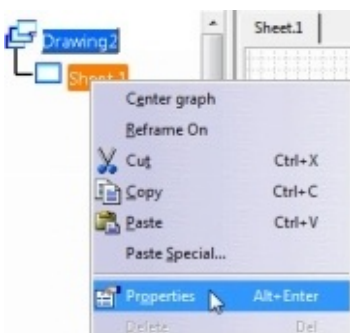 Drawing2
Sheet.1
Sheet.1
Center graph
Reframe On
Cut Ctrl+X
Copy Ctrl+C
Paste Ctrl+V
Paste Special...
Properties Alt+Enter
Delete Del